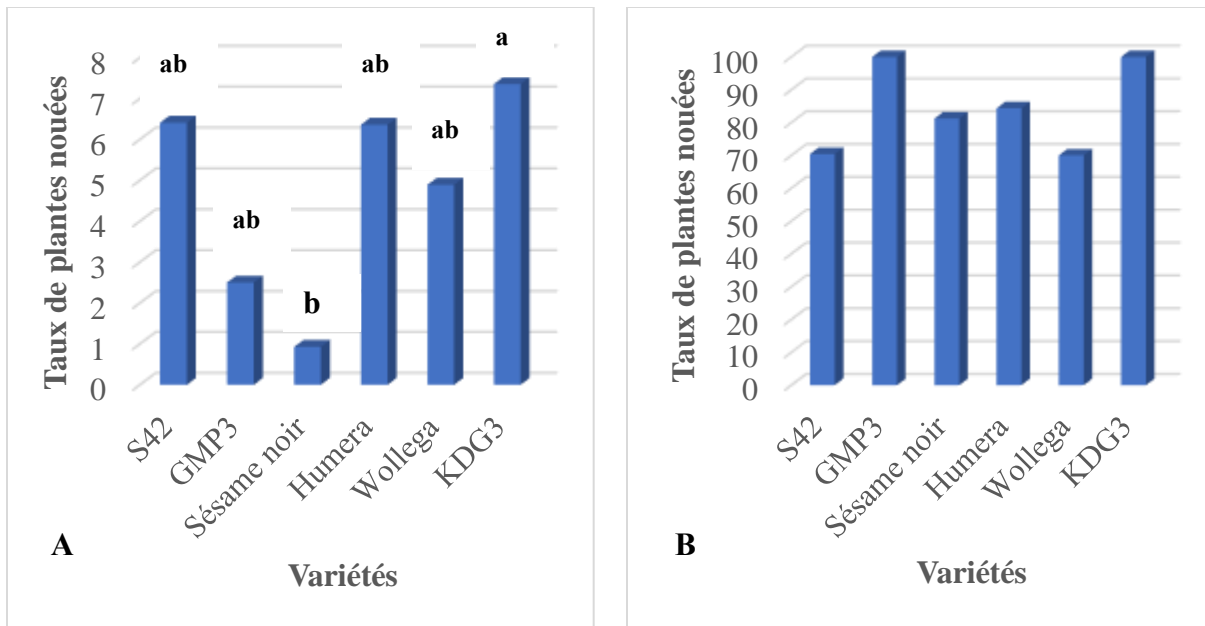 Taux de plantes nouées
8
7
6
5
4
3
2
1
0
ab
ab
b
ab
ab
a
S42
GMP3
Sésame noir
Humera
Wollega
KDG3
A
Variétés
Taux de plantes nouées
100
90
80
70
60
50
40
30
20
10
0
S42
GMP3
Sésame noir
Humera
Wollega
KDG3
B
Variétés